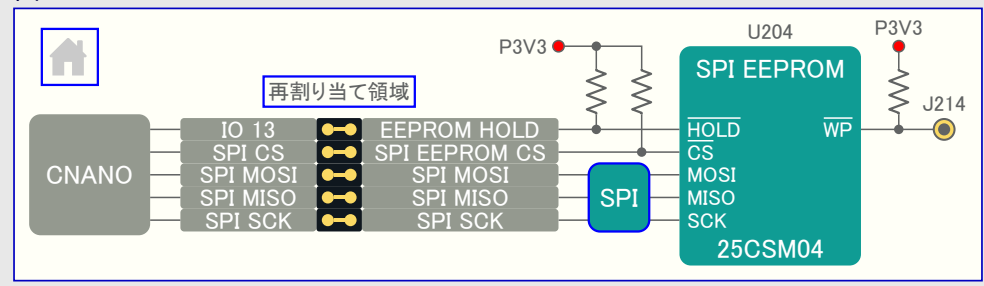 U204
P3V3
P3V3
SPI EEPROM
再割り当て領域
J214
IO 13
EEPROM HOLD
HOLD
WP
SPI CS
SPI EEPROM CS
CS
CNANO
SPI MOSI
SPI MOSI
SPI
MOSI
SPI MISO
SPI MISO
MISO
SPI SCK
SPI SCK
SCK
25CSM04